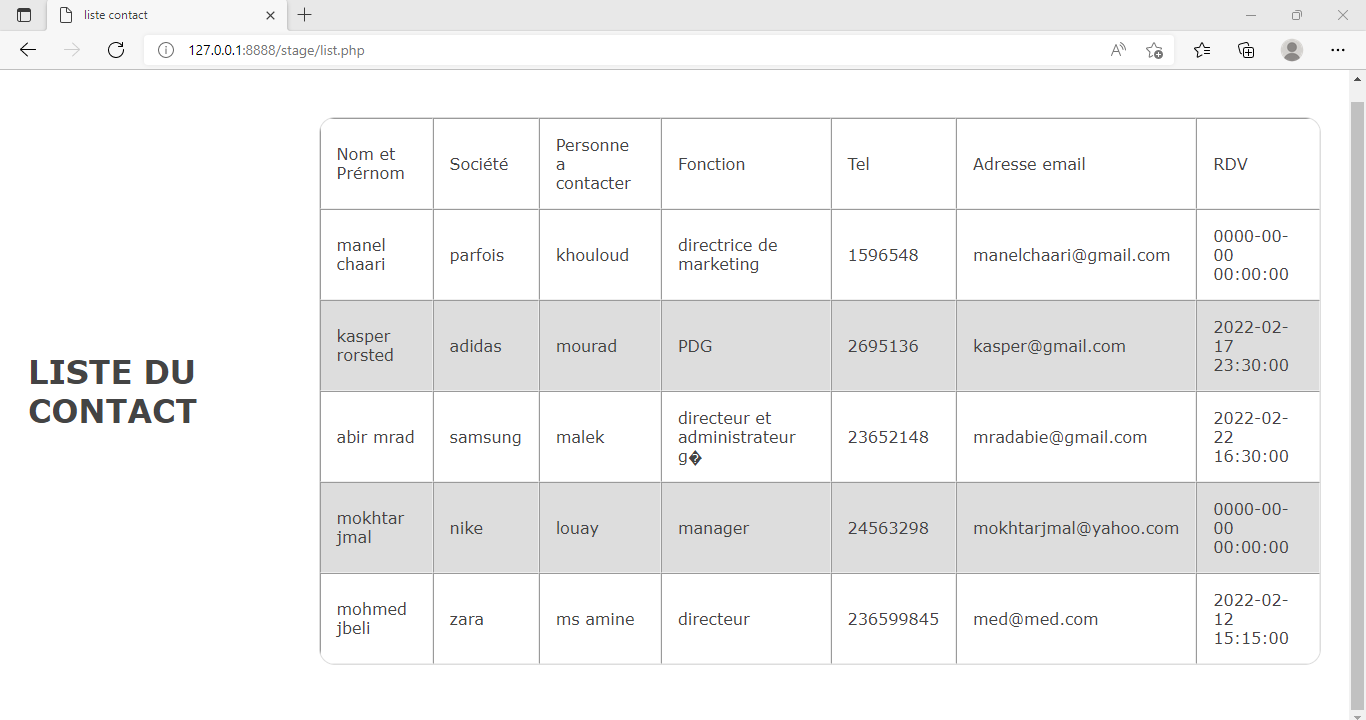 liste contact
127.0.0.1:8888/stage/list.php
LISTE DU
CONTACT
Nom et
Prérnom
Société
Personne
a
contacter
Fonction
Tel
Adresse email
RDV
manel
chaari
parfois
khouloud
directrice de
marketing
1596548
manelchaari@gmail.com
0000-00-
00
00:00:00
kasper
rorsted
adidas
mourad
PDG
2695136
kasper@gmail.com
2022-02-
17
23:30:00
abir mrad
samsung
malek
directeur et
administrateur
g�
23652148
mradabie@gmail.com
2022-02-
22
16:30:00
mokhtar
jmal
nike
louay
manager
24563298
mokhtarjmal@yahoo.com
0000-00-
00
00:00:00
mohmed
jbeli
zara
ms amine
directeur
236599845
med@med.com
2022-02-
12
15:15:00